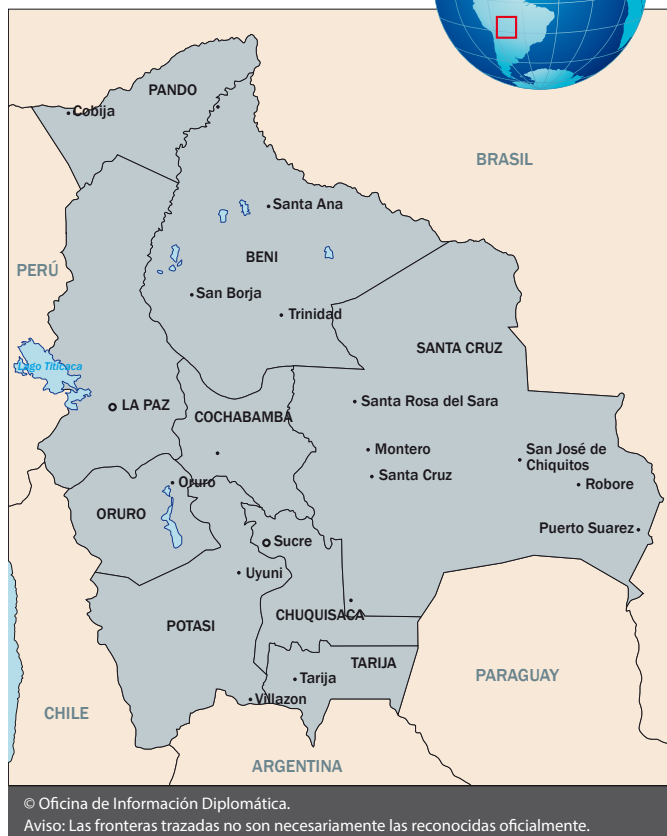 PANDO
Cobija
BRASIL
Santa Ana
BENI
PERÚ
San Borja
Trinidad
SANTA CRUZ
Lago Titicaca
Santa Rosa del Sara
LA PAZ
COCHABAMBA
Montero
San José de
Chiquitos
Santa Cruz
Oruro
Robore
ORURO
Puerto Suarez
Sucre
Uyuni
CHUQUISACA
POTASI
TARIJA
Tarija
PARAGUAY
Villazon
CHILE
ARGENTINA
© Oficina de Información Diplomática.
Aviso: Las fronteras trazadas no son necesariamente las reconocidas oficialmente.